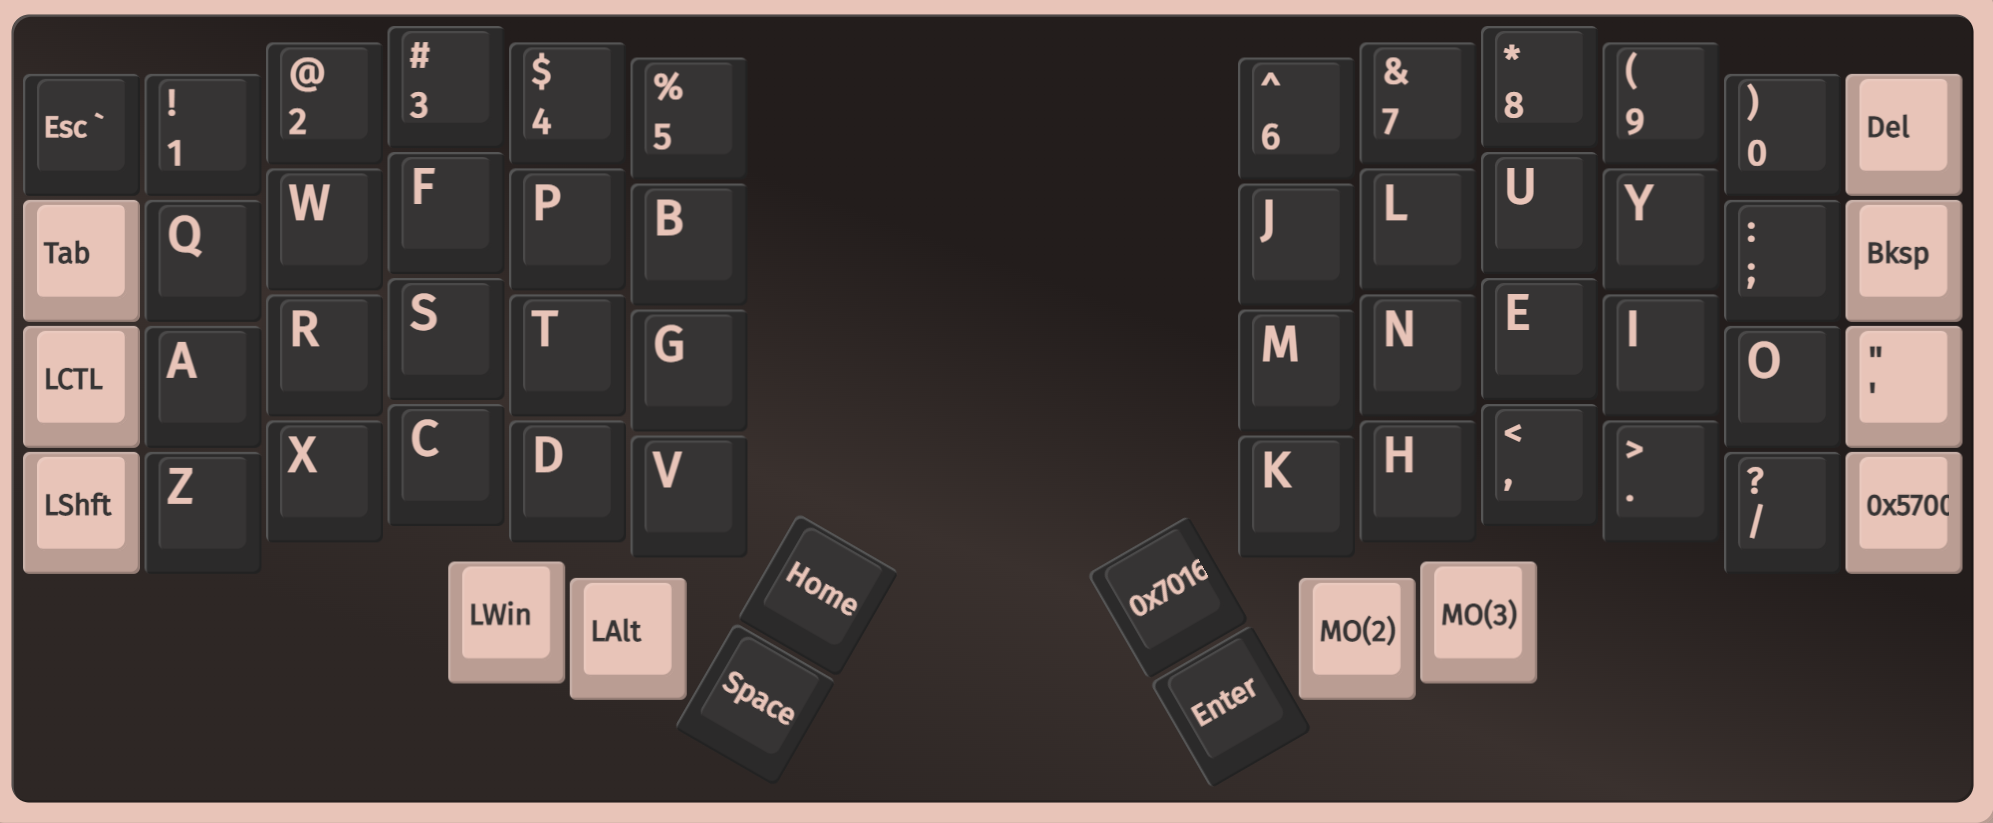 Esc `
!
1
@
2
#
3
$
4
%
5
^
6
&
7
*
8
(
9
)
0
Del
Tab
Q
W
F
P
B
J
L
U
Y
:
;
Bksp
LCTL
A
R
S
T
G
M
N
E
I
O
"
'
LShft
Z
X
C
D
V
K
H
<
,
>
.
?
/
0x5700
LWin
LAlt
Home
Space
0x7016
Enter
MO(2)
MO(3)